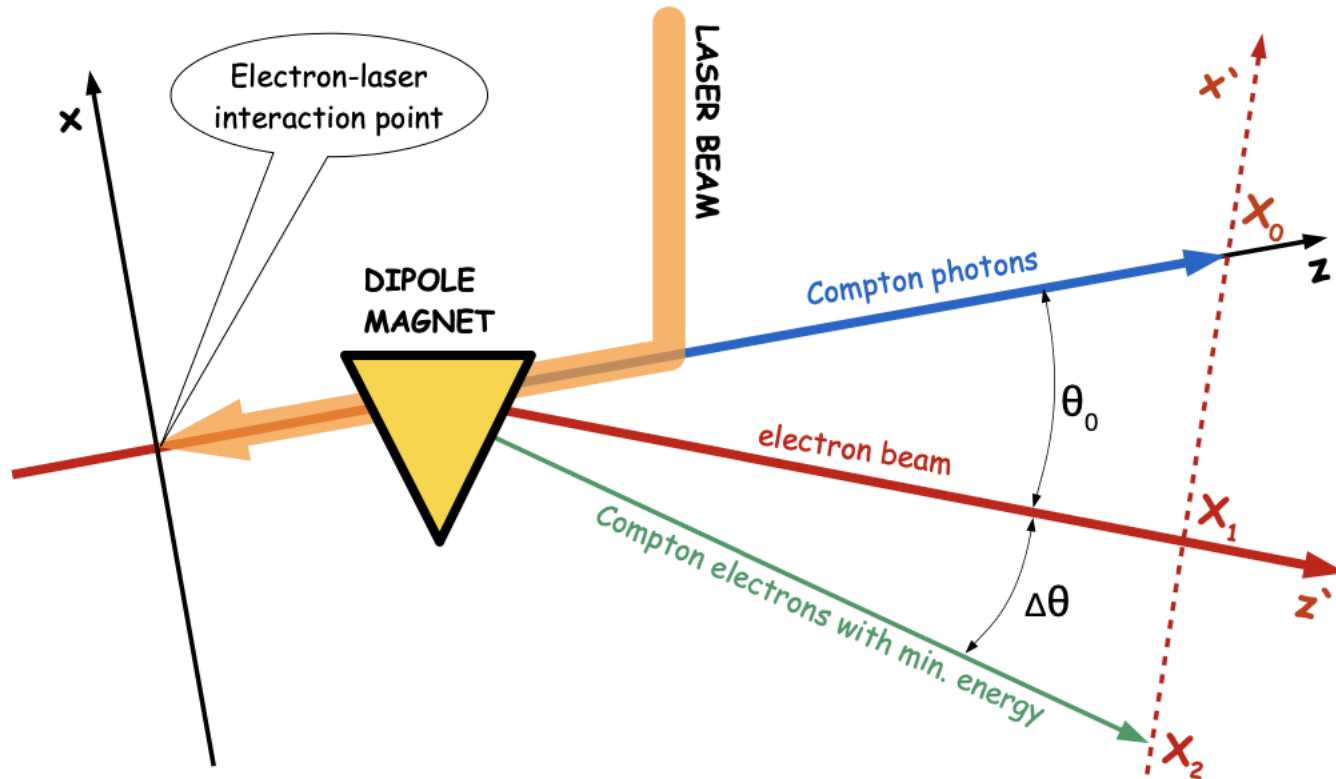 Electron-laser
interaction point
x
LASER BEAM
x`
X₀
z
Compton photons
DIPOLE
MAGNET
θ₀
electron beam
X₁
z`
Compton electrons with min. energy
Δθ
X₂